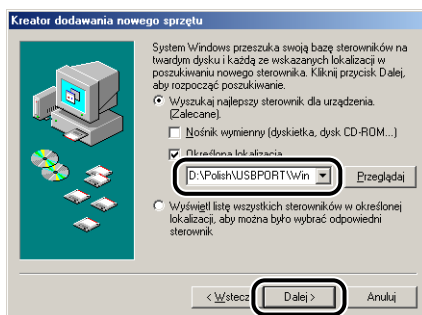 Kreator dodawania nowego sprzętu
System Windows przeszuka swoją bazę sterowników na
twardym dysku i każdą ze wskazanych lokalizacji w
poszukiwaniu nowego sterownika. Kliknij przycisk Dalej,
aby rozpocząć poszukiwanie.
Wyszukaj najlepszy sterownik dla urządzenia.
(Zalecane).
Nośnik wymienny (dyskietka, dysk CD-ROM...)
Określona lokalizacja
D:\Polish\USBPORT\Win
Przeglądaj
Wyświetl listę wszystkich sterowników w określonej
lokalizacji, aby można było wybrać odpowiedni
sterownik
< Wstecz
Dalej >
Anuluj